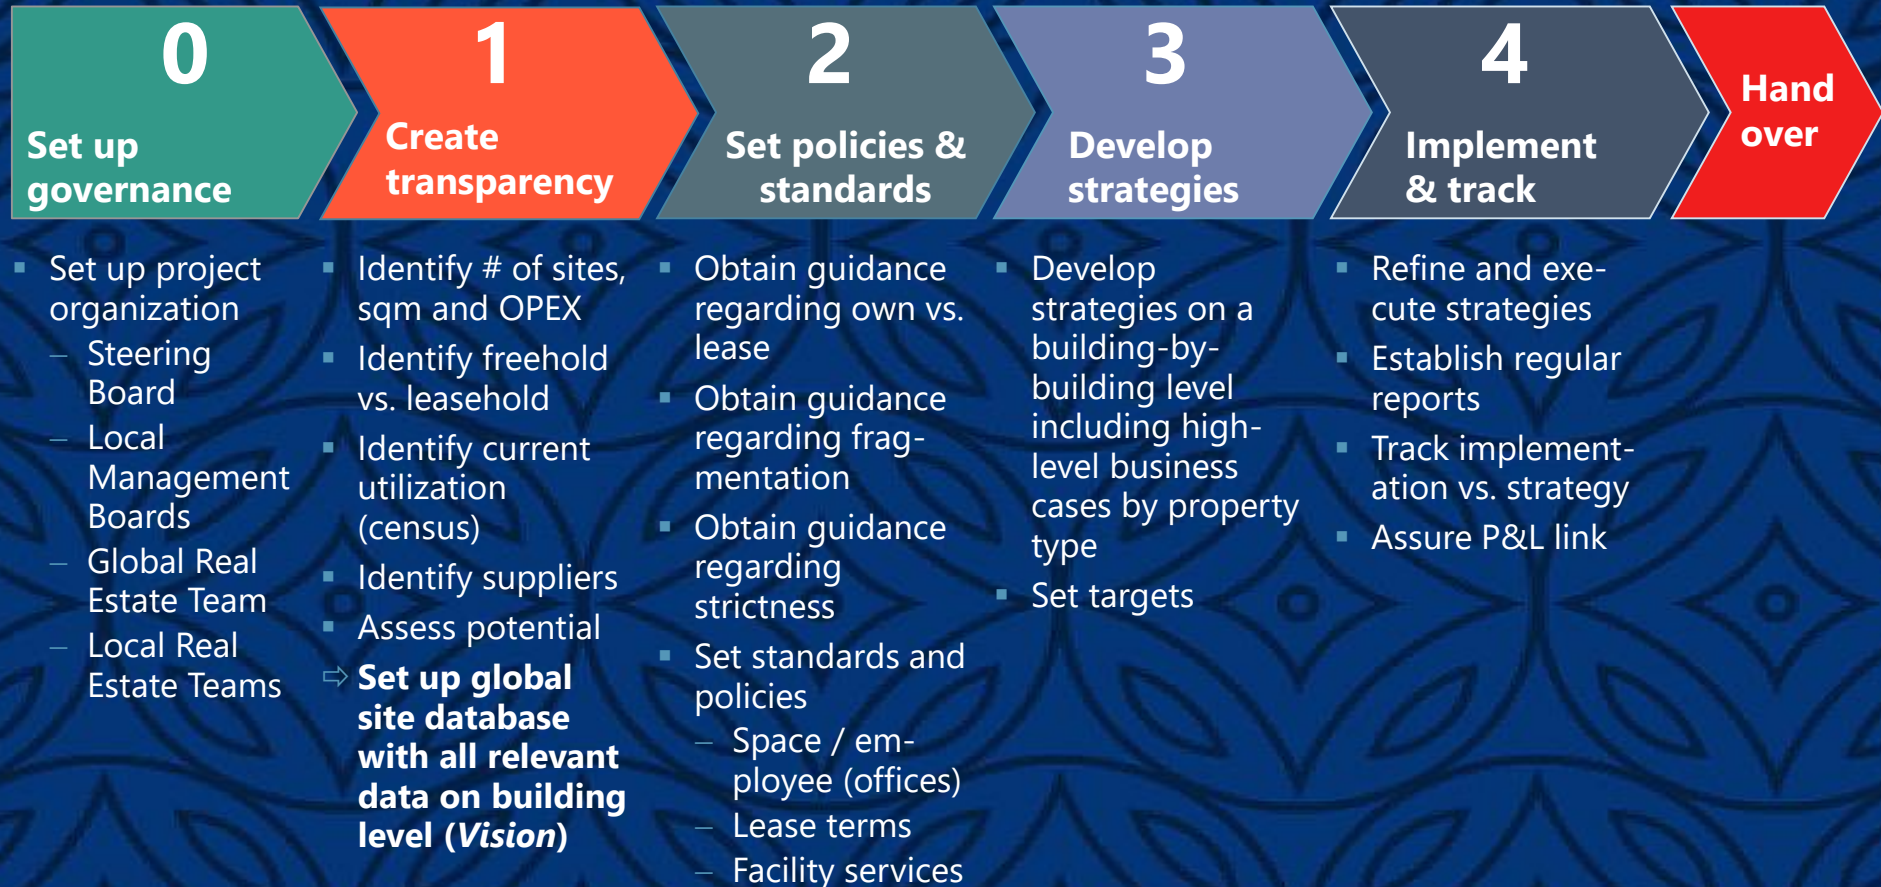 0
Set up
governance
1
Create
transparency
2
Set policies &
standards
3
Develop
strategies
4
Implement
& track
Hand
over
Set up project
organization
– Steering
Board
– Local
Management
Boards
– Global Real
Estate Team
– Local Real
Estate Teams
Identify # of sites,
sqm and OPEX
Identify freehold
vs. leasehold
Identify current
utilization
(census)
Identify suppliers
Assess potential
⇨ Set up global
site database
with all relevant
data on building
level (Vision)
Obtain guidance
regarding own vs.
lease
Obtain guidance
regarding frag-
mentation
Obtain guidance
regarding
strictness
Set standards and
policies
– Space / em-
ployee (offices)
– Lease terms
– Facility services
Develop
strategies on a
building-by-
building level
including high-
level business
cases by property
type
Set targets
Refine and exe-
cute strategies
Establish regular
reports
Track implement-
ation vs. strategy
Assure P&L link